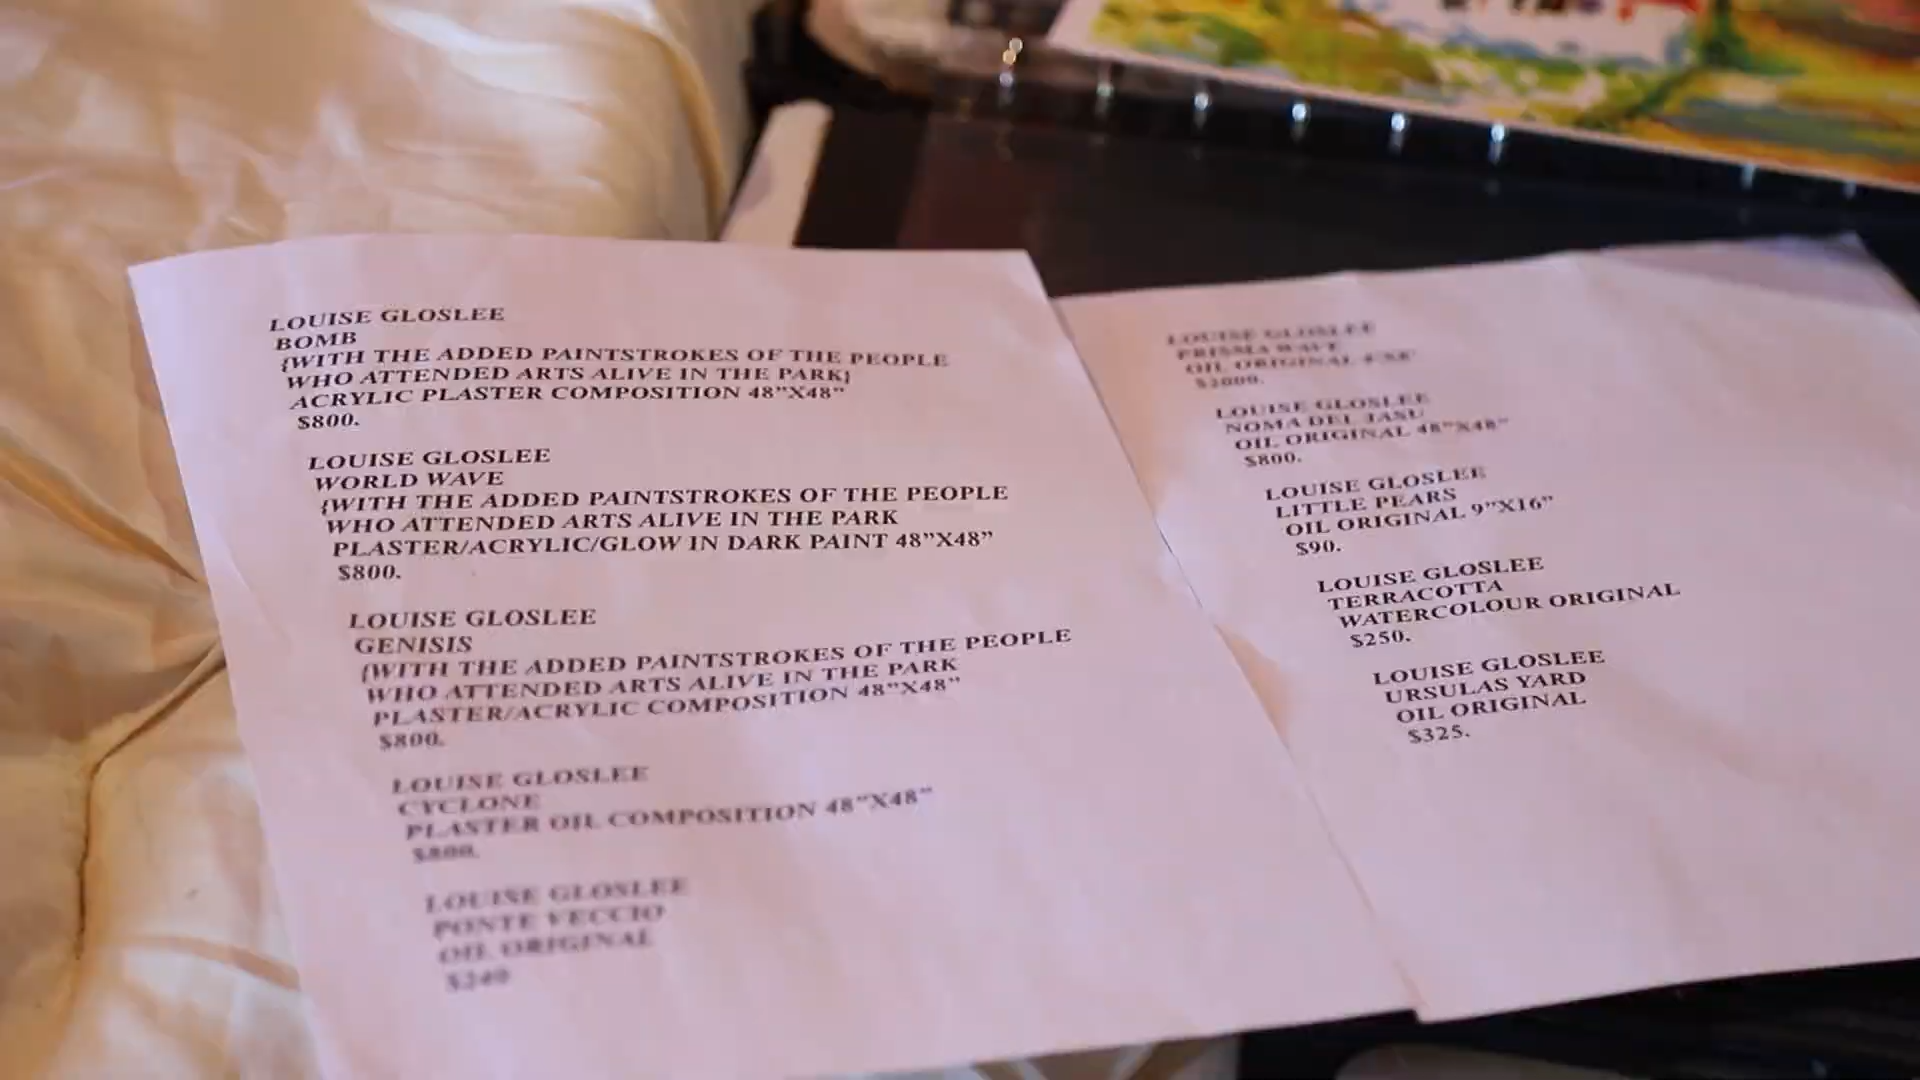 LOUISE GLOSLEE
BOMB
{WITH THE ADDED PAINTSTROKES OF THE PEOPLE
WHO ATTENDED ARTS ALIVE IN THE PARK}
ACRYLIC PLASTER COMPOSITION 48”X48”
$800.
LOUISE GLOSLEE
WORLD WAVE
{WITH THE ADDED PAINTSTROKES OF THE PEOPLE
WHO ATTENDED ARTS ALIVE IN THE PARK
PLASTER/ACRYLIC/GLOW IN DARK PAINT 48”X48”
$800.
LOUISE GLOSLEE
GENISIS
{WITH THE ADDED PAINTSTROKES OF THE PEOPLE
WHO ATTENDED ARTS ALIVE IN THE PARK
PLASTER/ACRYLIC COMPOSITION 48”X48”
$800.
LOUISE GLOSLEE
CYCLONE
PLASTER OIL COMPOSITION 48”X48”
$800.
LOUISE GLOSLEE
PONTE VECCIO
OIL ORIGINAL
$240
LOUISE GLOSLEE
PRISMA WAVE
OIL ORIGINAL
$2000.
LOUISE GLOSLEE
NOMA DEL
OIL ORIGINAL 48”X48”
$800.
LOUISE GLOSLEE
LITTLE PEARS
OIL ORIGINAL 9”X16”
$90.
LOUISE GLOSLEE
TERRACOTTA
WATERCOLOUR ORIGINAL
$250.
LOUISE GLOSLEE
URSULAS YARD
OIL ORIGINAL
$325.